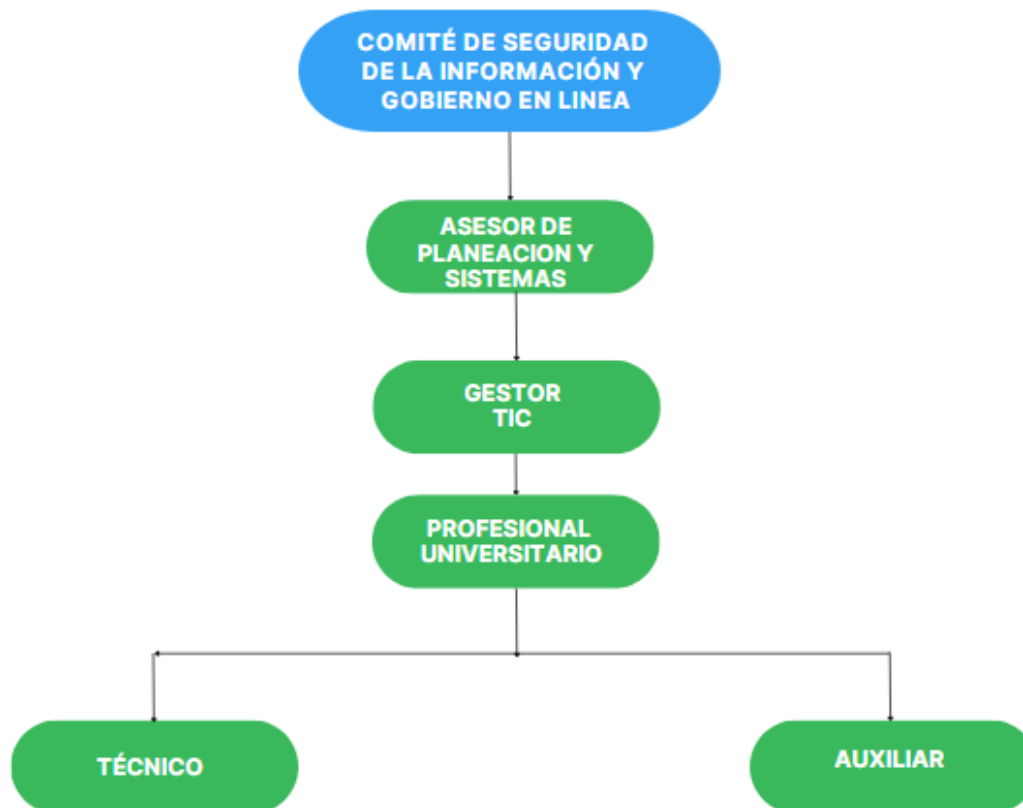 COMITÉ DE SEGURIDAD
DE LA INFORMACIÓN Y
GOBIERNO EN LINEA
ASESOR DE
PLANEACION Y
SISTEMAS
GESTOR
TIC
PROFESIONAL
UNIVERSITARIO
TÉCNICO
AUXILIAR